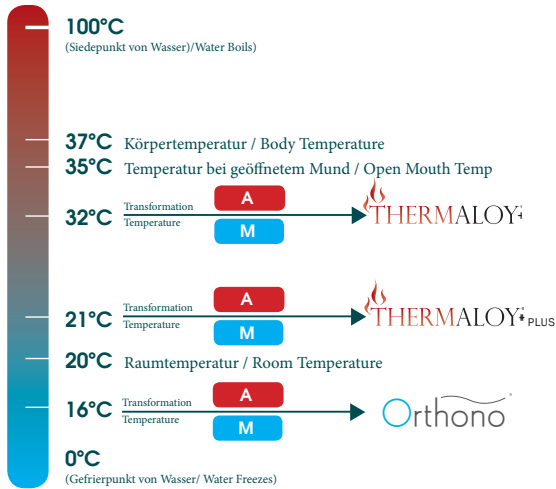 100°C
(Siedepunkt von Wasser)/Water Boils)
37°C Körpertemperatur / Body Temperature
35°C Temperatur bei geöffnetem Mund / Open Mouth Temp
A
32°C Transformation Temperature THERMALOY
M
A
21°C Transformation Temperature THERMALOY PLUS
M
20°C Raumtemperatur / Room Temperature
A
16°C Transformation Temperature Orthono
M
0°C
(Gefrierpunkt von Wasser/ Water Freezes)